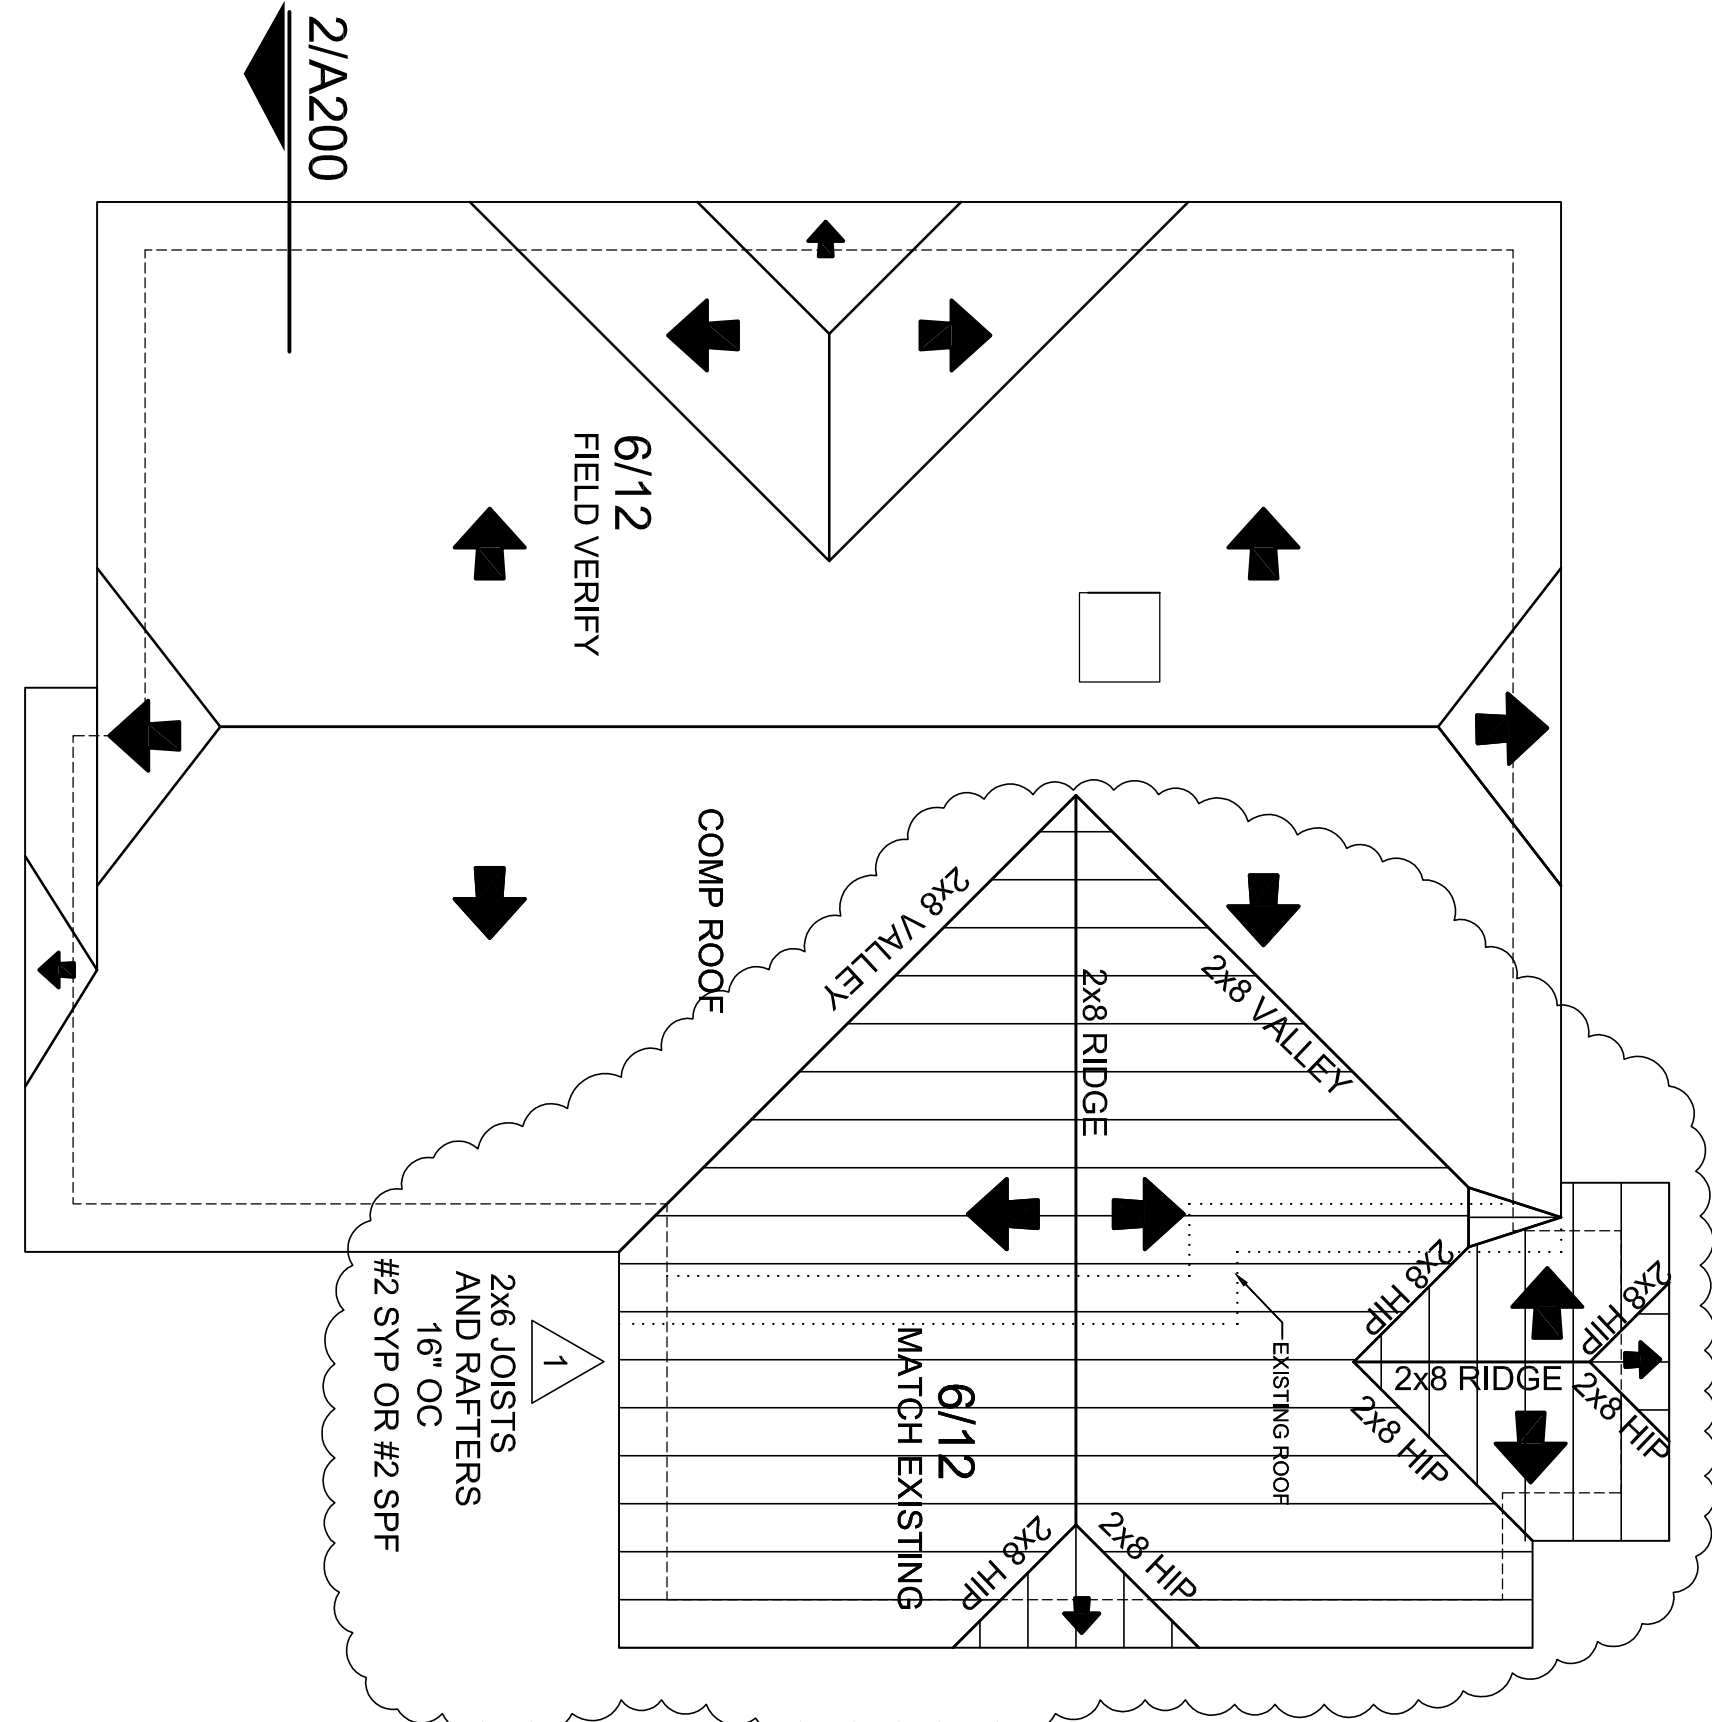 2/A200
6/12
FIELD VERIFY
COMP ROOF
2x8 VALLEY
2x8 RIDGE
2x8 VALLEY
2x8 HIP
2x8 HIP
2x8 RIDGE
2x8 HIP
2x8 HIP
EXISTING ROOF
6/12
MATCH EXISTING
2x8 HIP
2x8 HIP
1
2x6 JOISTS
AND RAFTERS
16" OC
#2 SYP OR #2 SPF